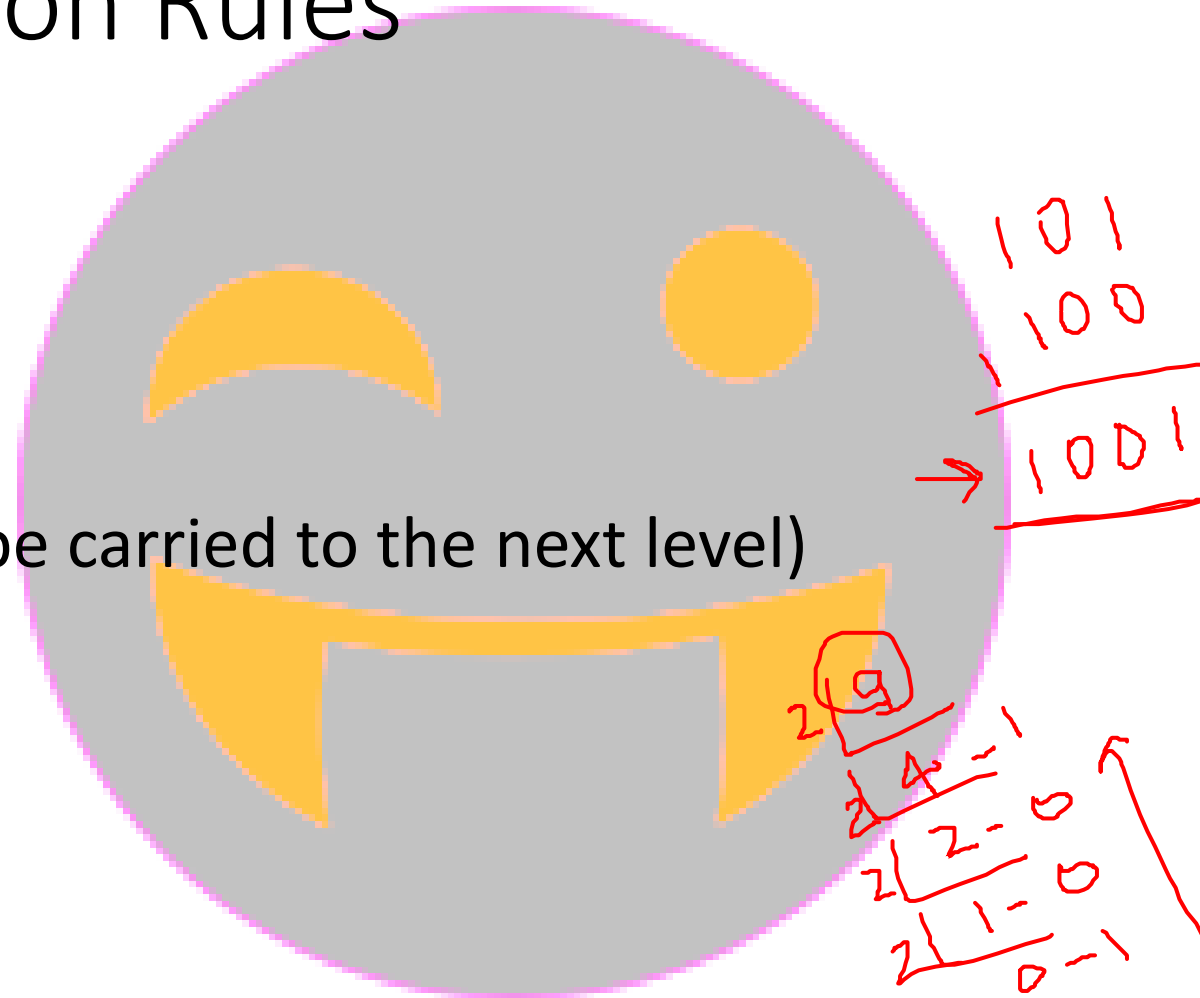 on Rules
101
100
→ 1001
be carried to the next level)
2 9
2 4 - 1
2 2 - 0
2 1 - 0
0 - 1